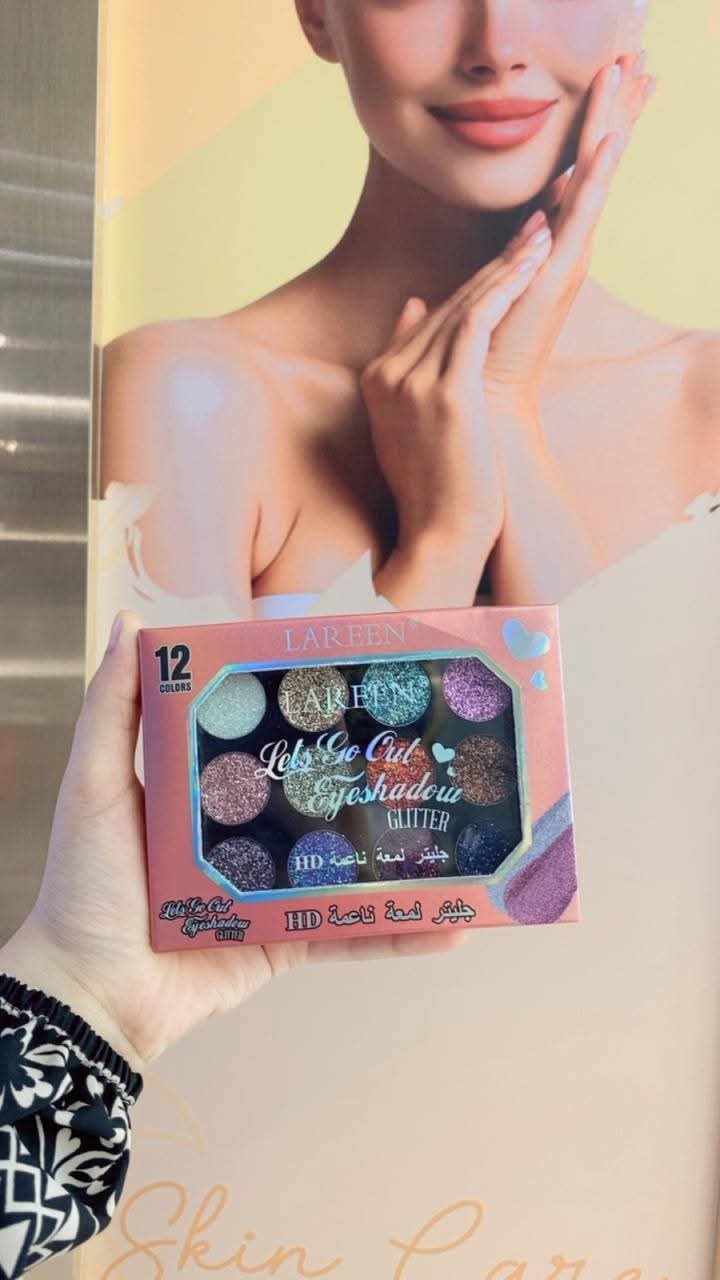 LAREEN®
12
COLORS
LAREEN
Lets Go Out
Eyeshadow
GLITTER
جليتر لمعة ناعمة HD
Lets Go Out
Eyeshadow
GLITTER
جليتر لمعة ناعمة HD
Skin Care